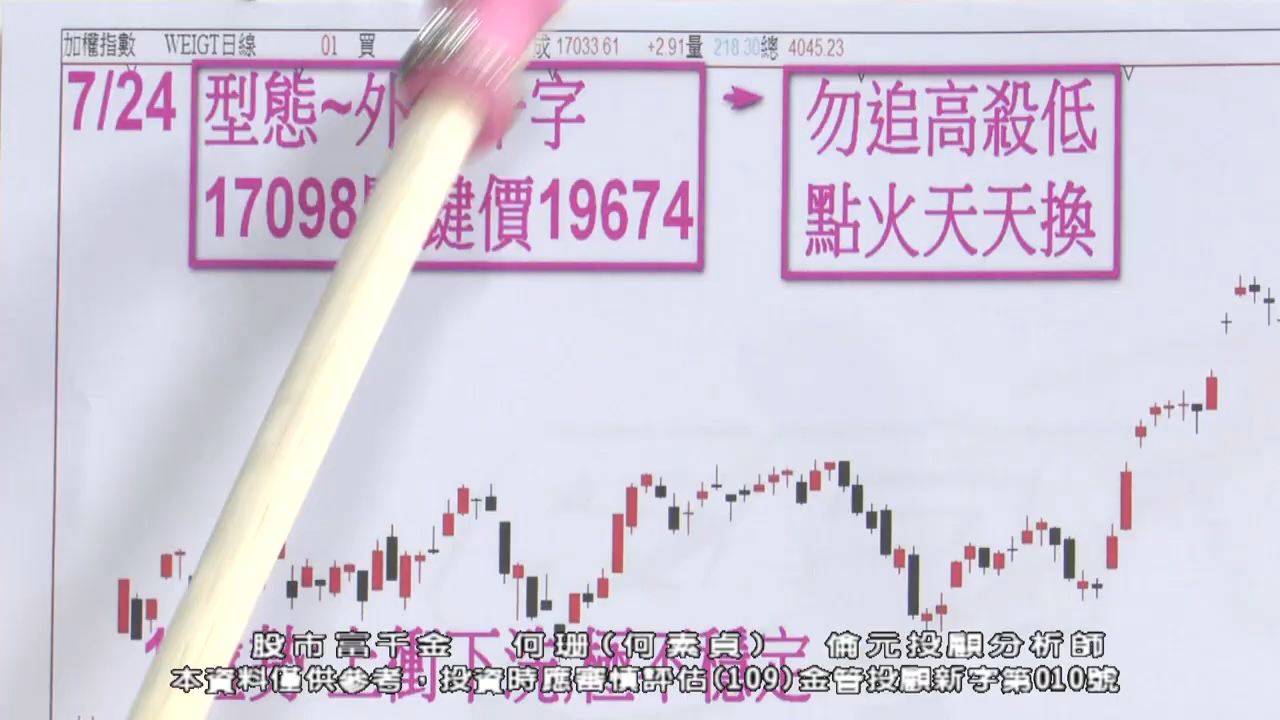 加權指數 WEIGT日線 01 買 成 17033.61 +2.91 量 218.30 總 4045.23
7/24
型態~外 字
17098 鍵價19674
勿追高殺低
點火天天換
股市富千金 何珊(何素貞) 倫元投顧分析師
本資料僅供參考,投資時應審慎評估(109)金管投顧新字第010號